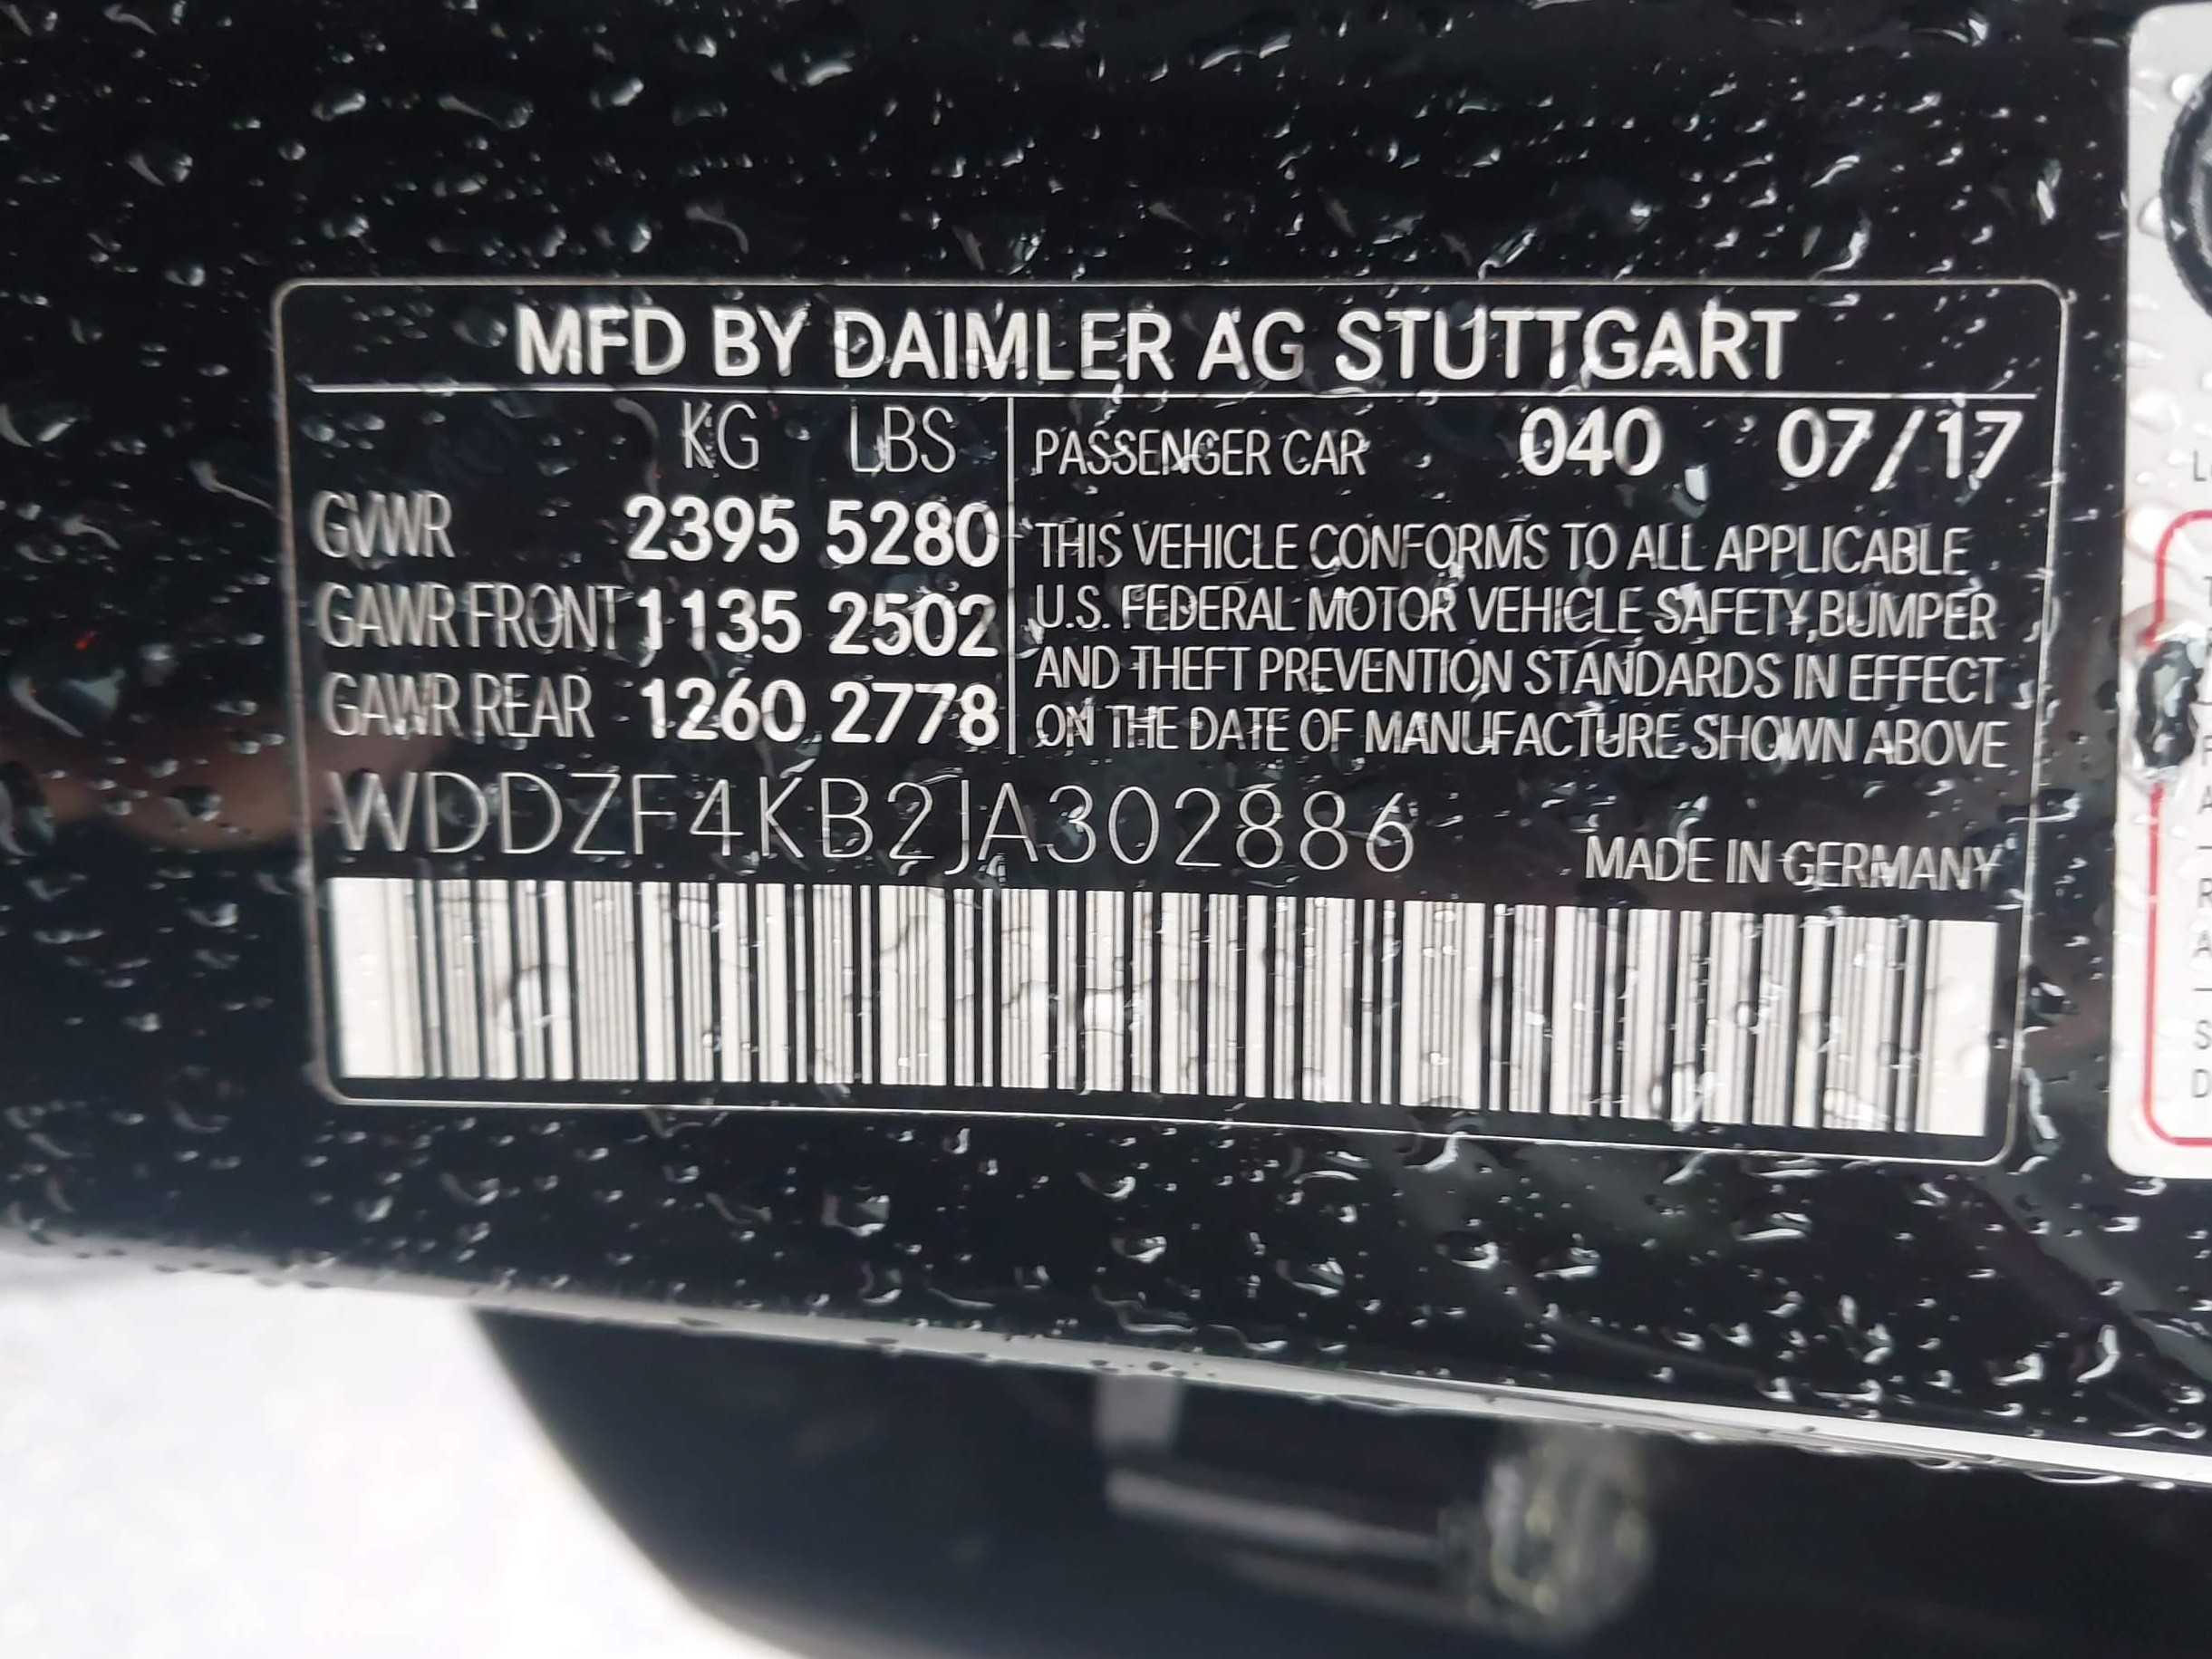 MFD BY DAIMLER AG STUTTGART
KG LBS
GVWR 2395 5280
GAWR FRONT 1135 2502
GAWR REAR 1260 2778
PASSENGER CAR 040 07/17
THIS VEHICLE CONFORMS TO ALL APPLICABLE
U.S. FEDERAL MOTOR VEHICLE SAFETY,BUMPER
AND THEFT PREVENTION STANDARDS IN EFFECT
ON THE DATE OF MANUFACTURE SHOWN ABOVE
WDDZF4KB2JA302886
MADE IN GERMANY